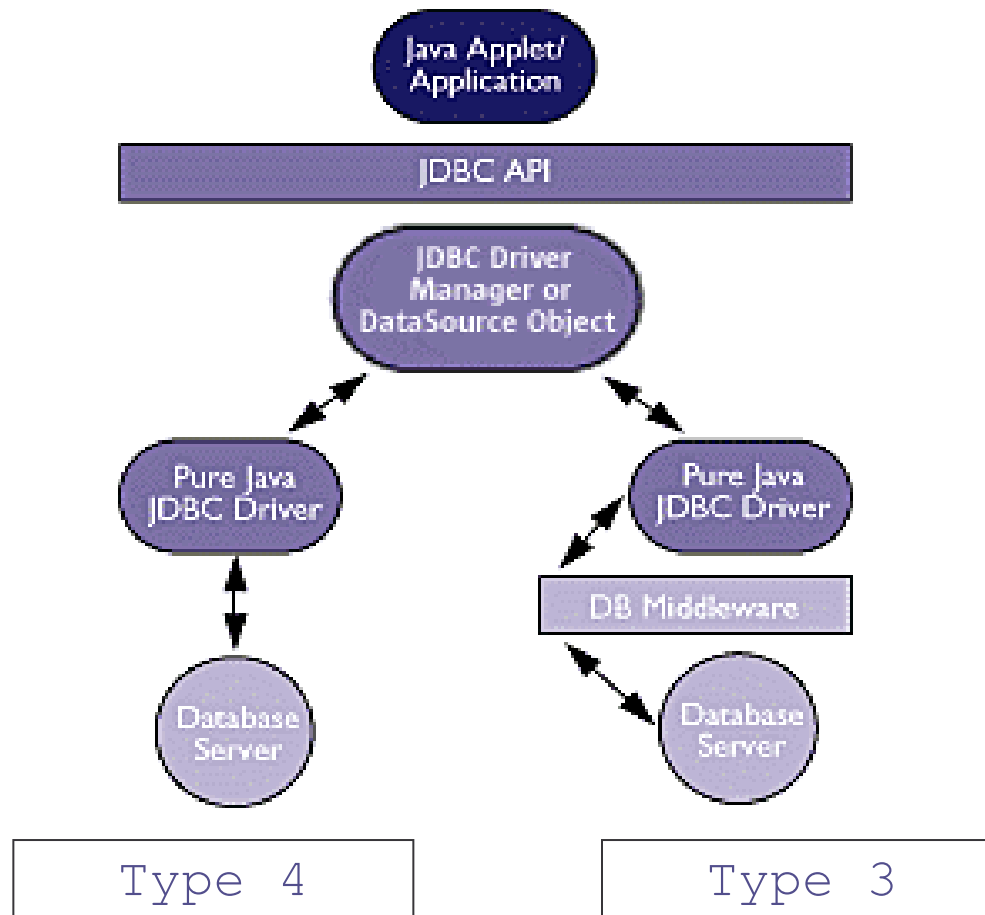 Java Applet/
Application
JDBC API
JDBC Driver
Manager or
DataSource Object
Pure Java
JDBC Driver
Pure Java
JDBC Driver
DB Middleware
Database
Server
Database
Server
Type 4
Type 3